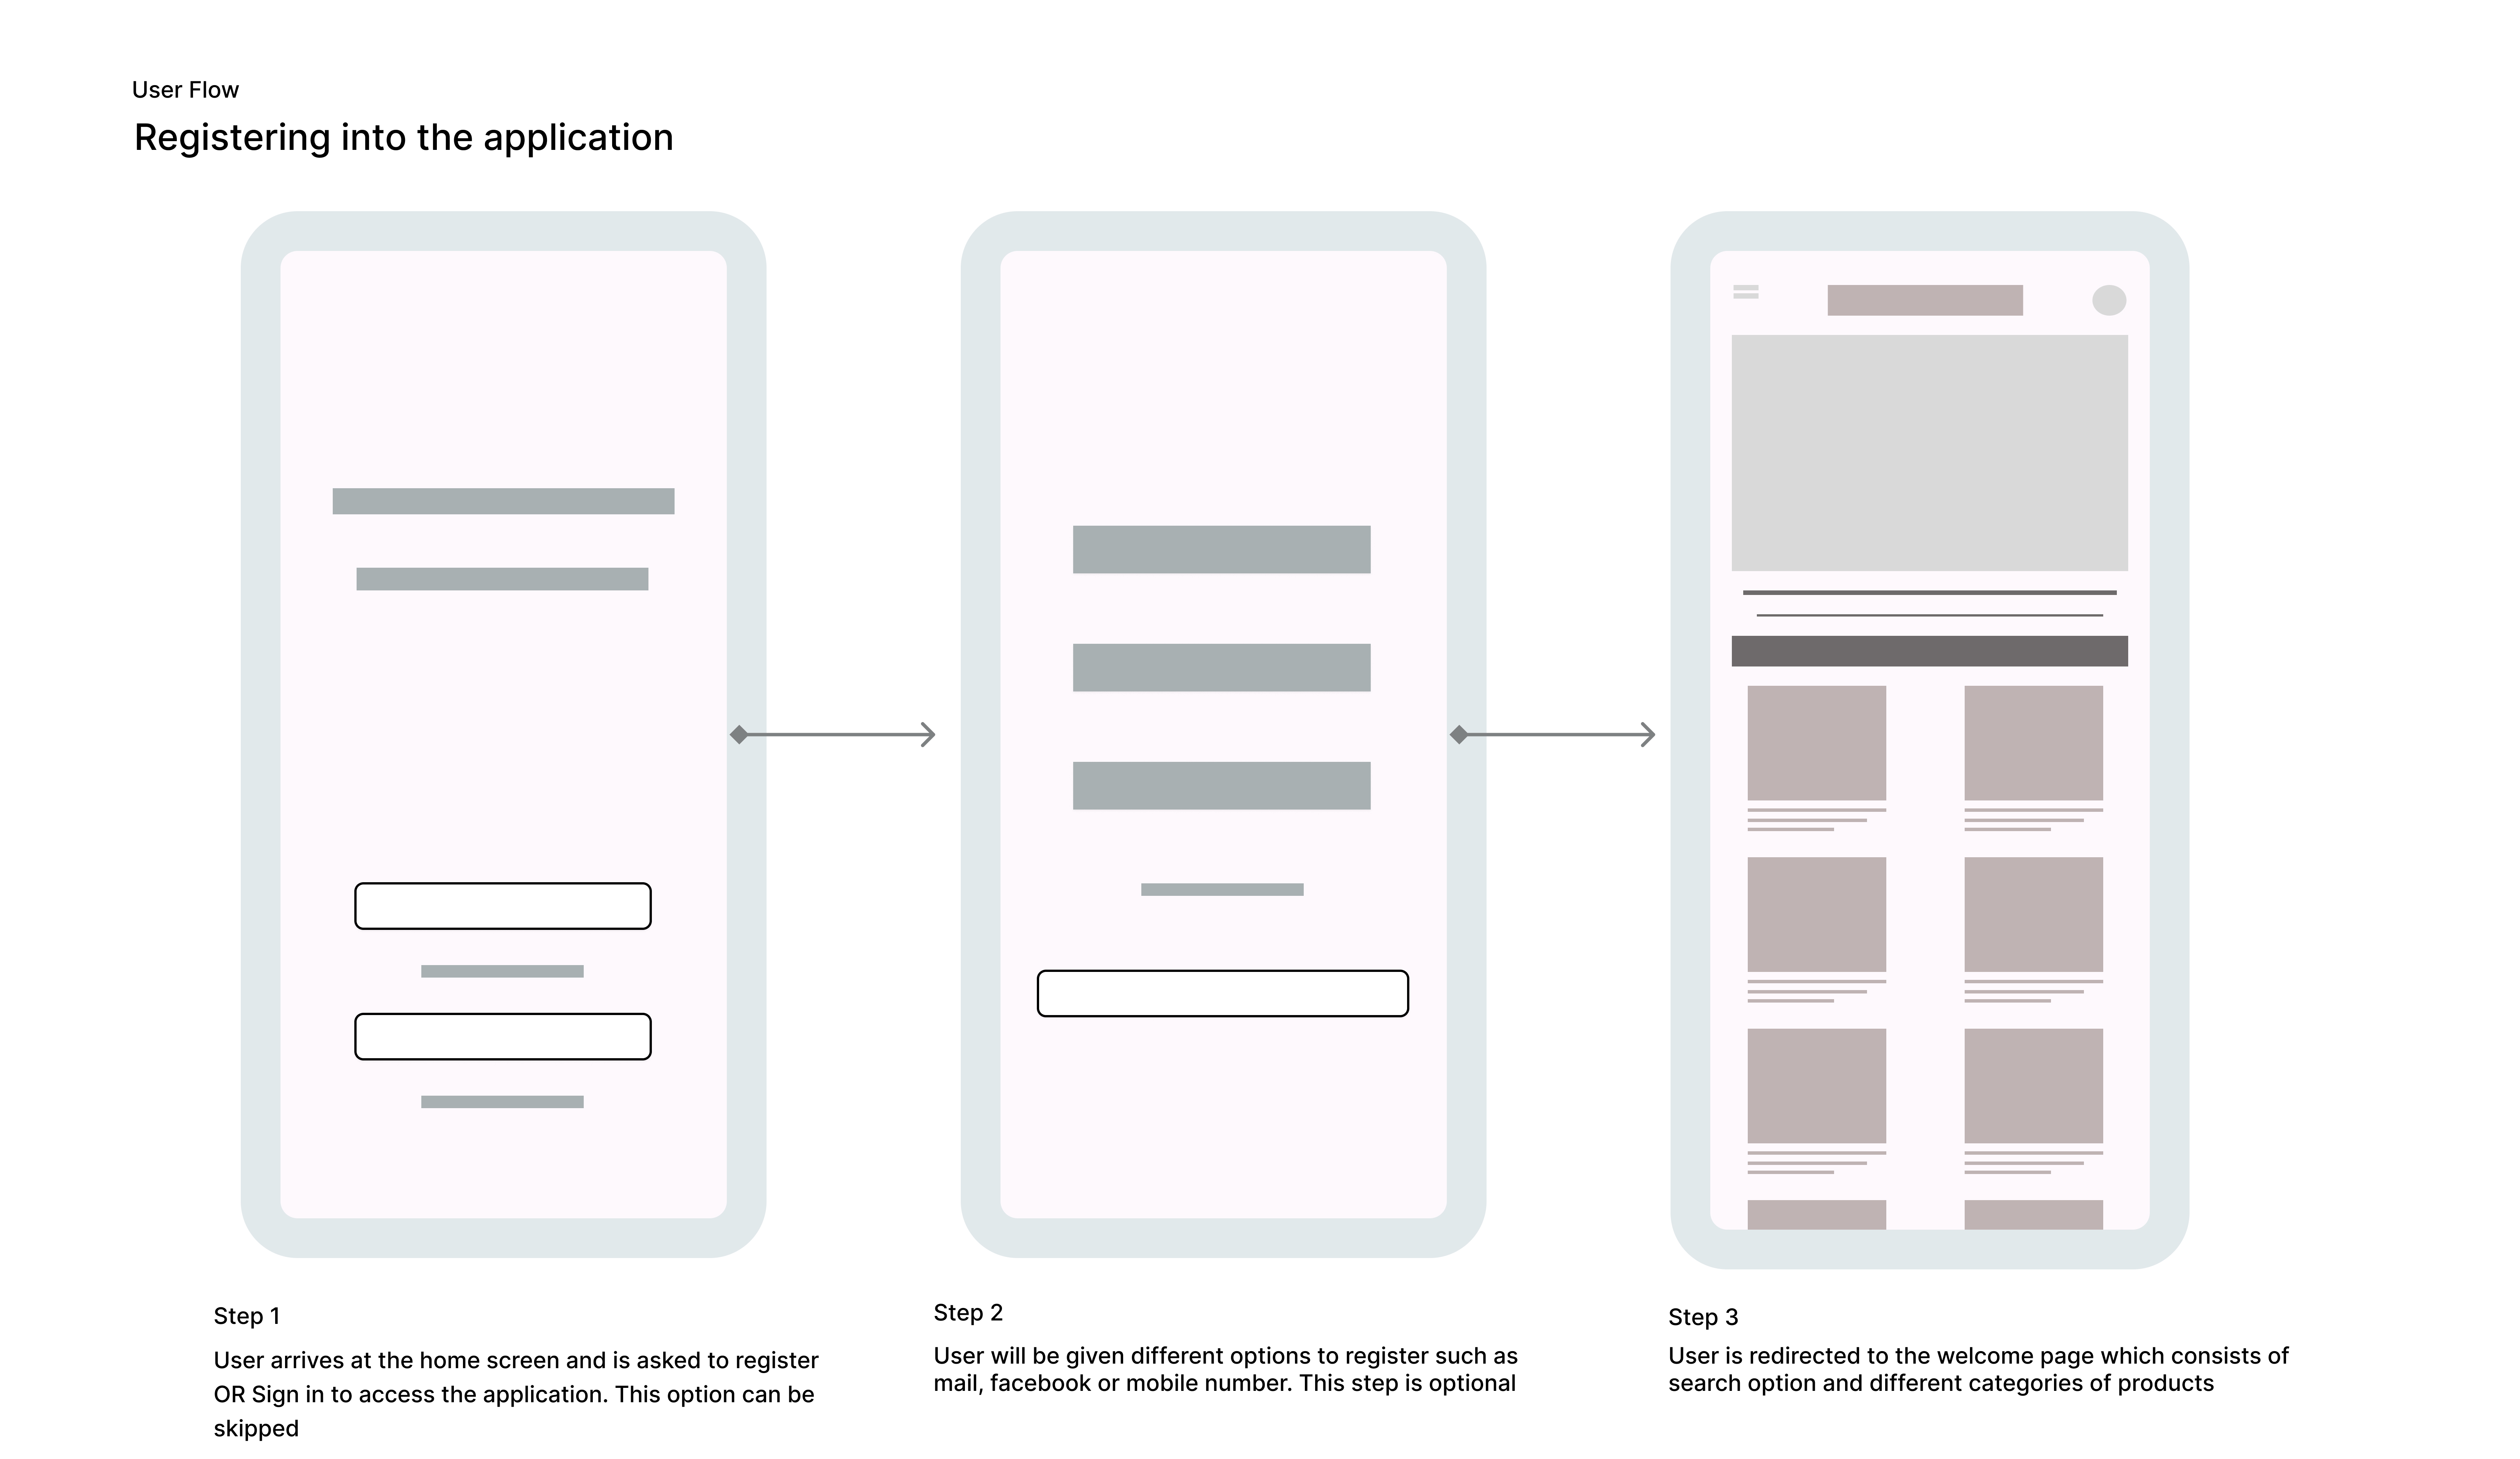 User Flow
Registering into the application
Step 1
User arrives at the home screen and is asked to register
OR Sign in to access the application. This option can be
skipped
Step 2
User will be given different options to register such as
mail, facebook or mobile number. This step is optional
Step 3
User is redirected to the welcome page which consists of
search option and different categories of products